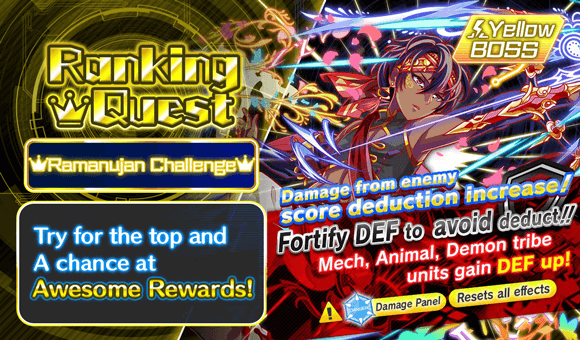 Ranking
Quest
Ramanujan Challenge
Try for the top and
A chance at
Awesome Rewards!
Yellow
BOSS
Damage from enemy
score deduction increase!
Fortify DEF to avoid deduct!!
Mech, Animal, Demon tribe
units gain DEF up!
Damage Panel
Resets all effects